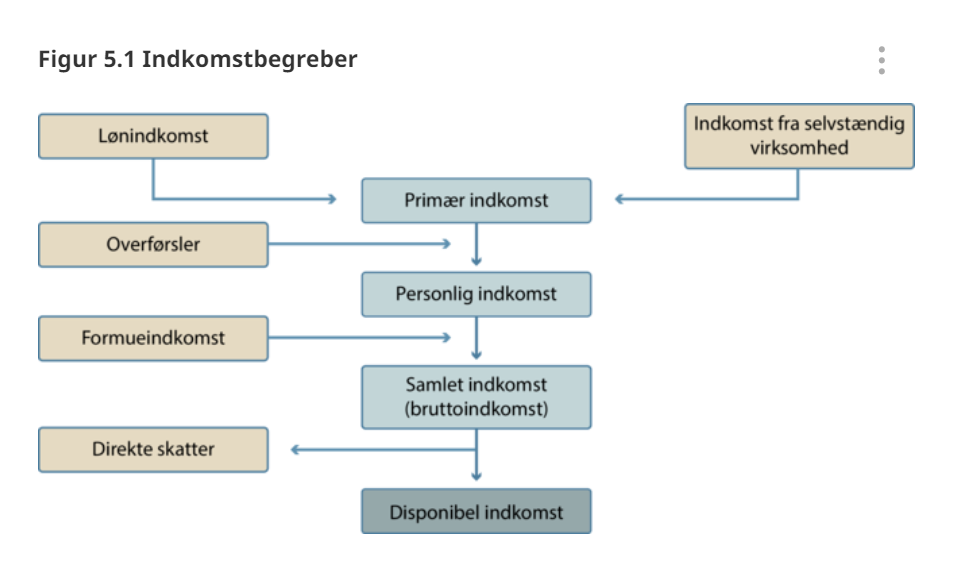 Figur 5.1 Indkomstbegreber
Lønindkomst
Indkomst fra selvstændig
virksomhed
Primær indkomst
Overførsler
Personlig indkomst
Formueindkomst
Samlet indkomst
(bruttoindkomst)
Direkte skatter
Disponibel indkomst